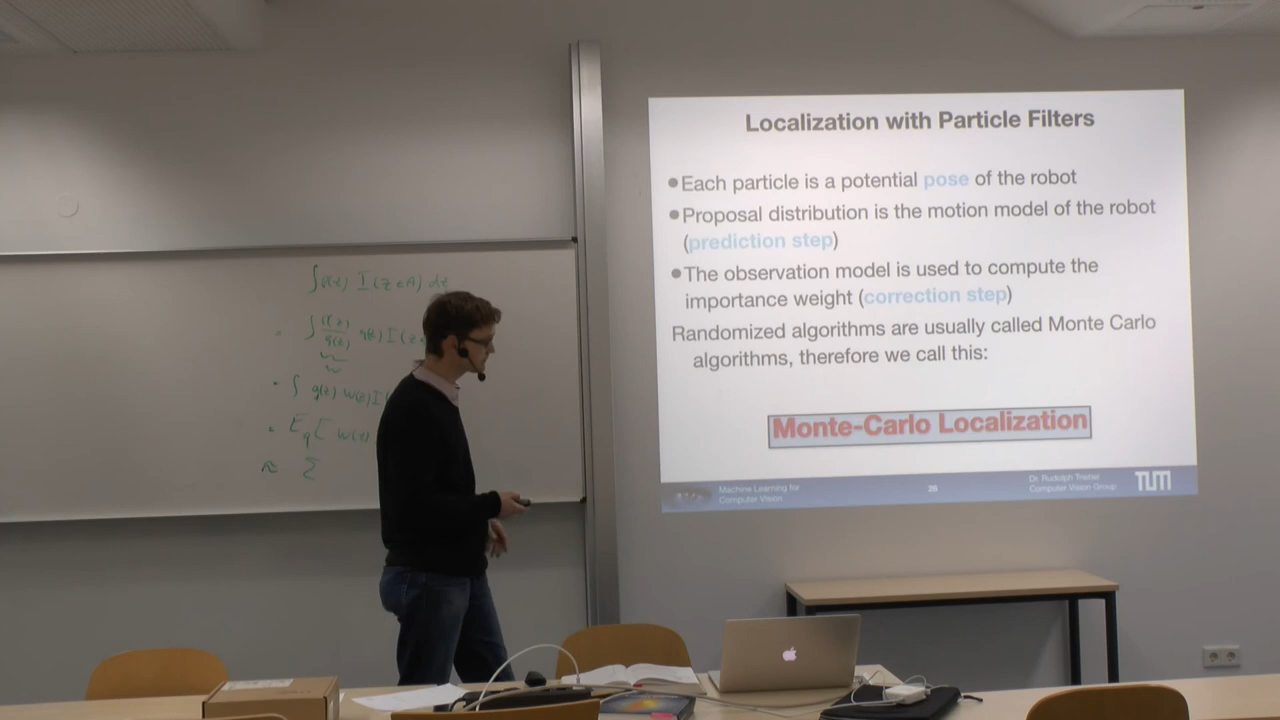 ∫ p(z) I(z ∈ A) dz
= ∫ p(z)/q(z) q(z) I(z
= ∫ q(z) w(z) I
= E_q [ w(z)
≈ Σ
Localization with Particle Filters
●Each particle is a potential pose of the robot
●Proposal distribution is the motion model of the robot
(prediction step)
●The observation model is used to compute the
importance weight (correction step)
Randomized algorithms are usually called Monte Carlo
algorithms, therefore we call this:
Monte-Carlo Localization
Machine Learning for
Computer Vision
26
Dr. Rudolph Triebel
Computer Vision Group
TUM